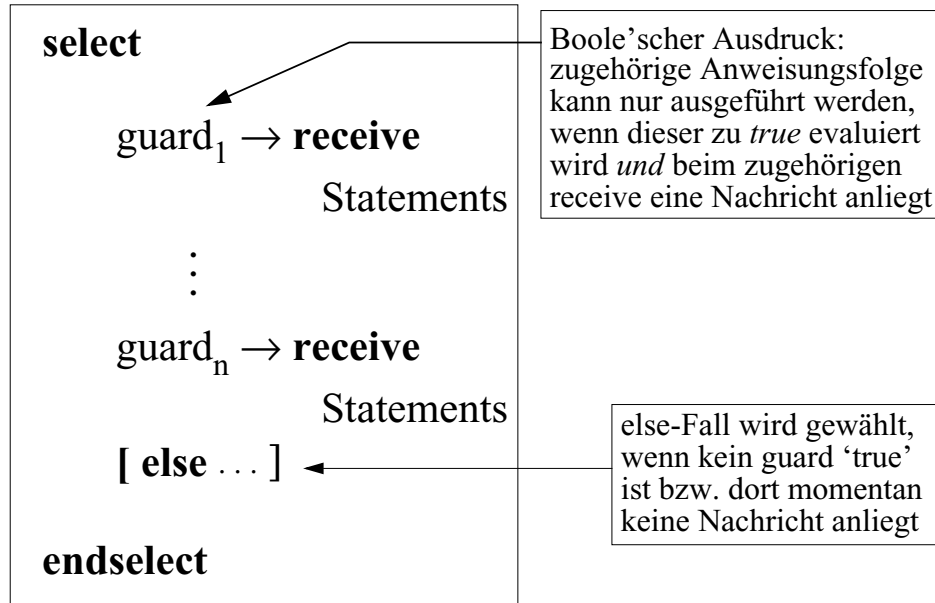 select
guard1 → receive
Statements
⋮
guardn → receive
Statements
[ else ... ]
endselect
Boole'scher Ausdruck:
zugehörige Anweisungsfolge
kann nur ausgeführt werden,
wenn dieser zu true evaluiert
wird und beim zugehörigen
receive eine Nachricht anliegt
else-Fall wird gewählt,
wenn kein guard ‘true’
ist bzw. dort momentan
keine Nachricht anliegt